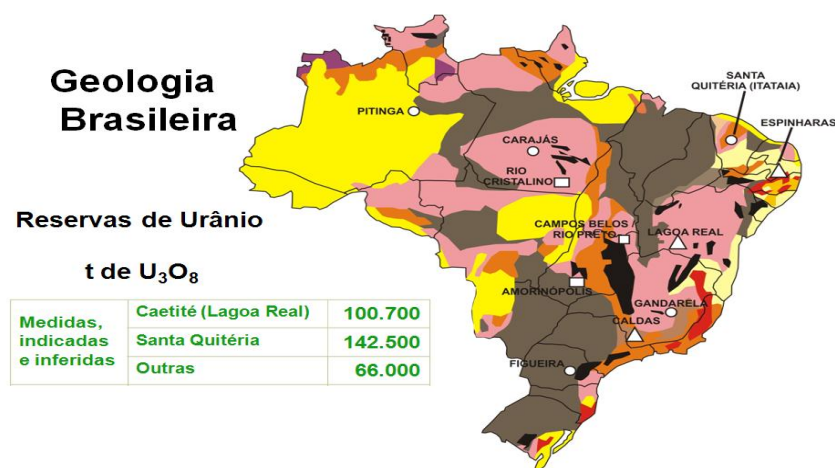 Geologia
Brasileira
Reservas de Urânio
t de U₃O₈
Medidas,
indicadas
e inferidas
Caetité (Lagoa Real) 100.700
Santa Quitéria 142.500
Outras 66.000
SANTA
QUITÉRIA (ITATAIA)
ESPINHARAS
PITINGA
CARAJÁS
RIO
CRISTALINO
CAMPOS BELOS
RIO PRETO
LAGOA REAL
AMORINÓPOLIS
GANDARELA
CALDAS
FIGUEIRA